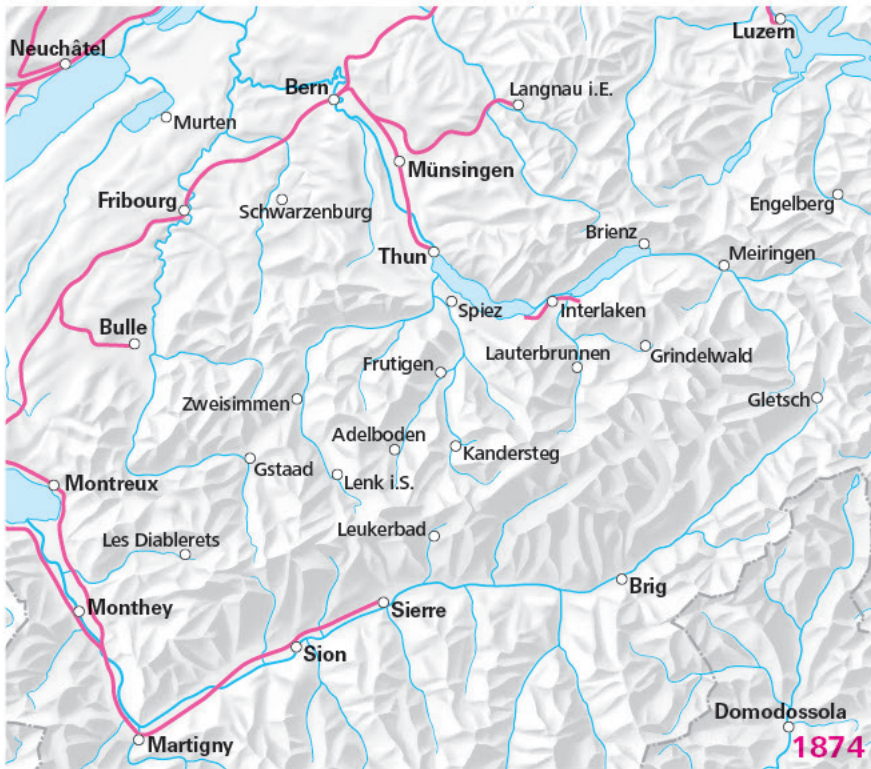 Neuchâtel
Luzern
Bern
Langnau i.E.
Murten
Münsingen
Fribourg
Schwarzenburg
Engelberg
Brienz
Thun
Meiringen
Spiez
Interlaken
Bulle
Lauterbrunnen
Grindelwald
Frutigen
Zweisimmen
Gletsch
Adelboden
Kandersteg
Gstaad
Lenk i.S.
Montreux
Leukerbad
Les Diablerets
Monthey
Sierre
Brig
Sion
Domodossola
Martigny
1874